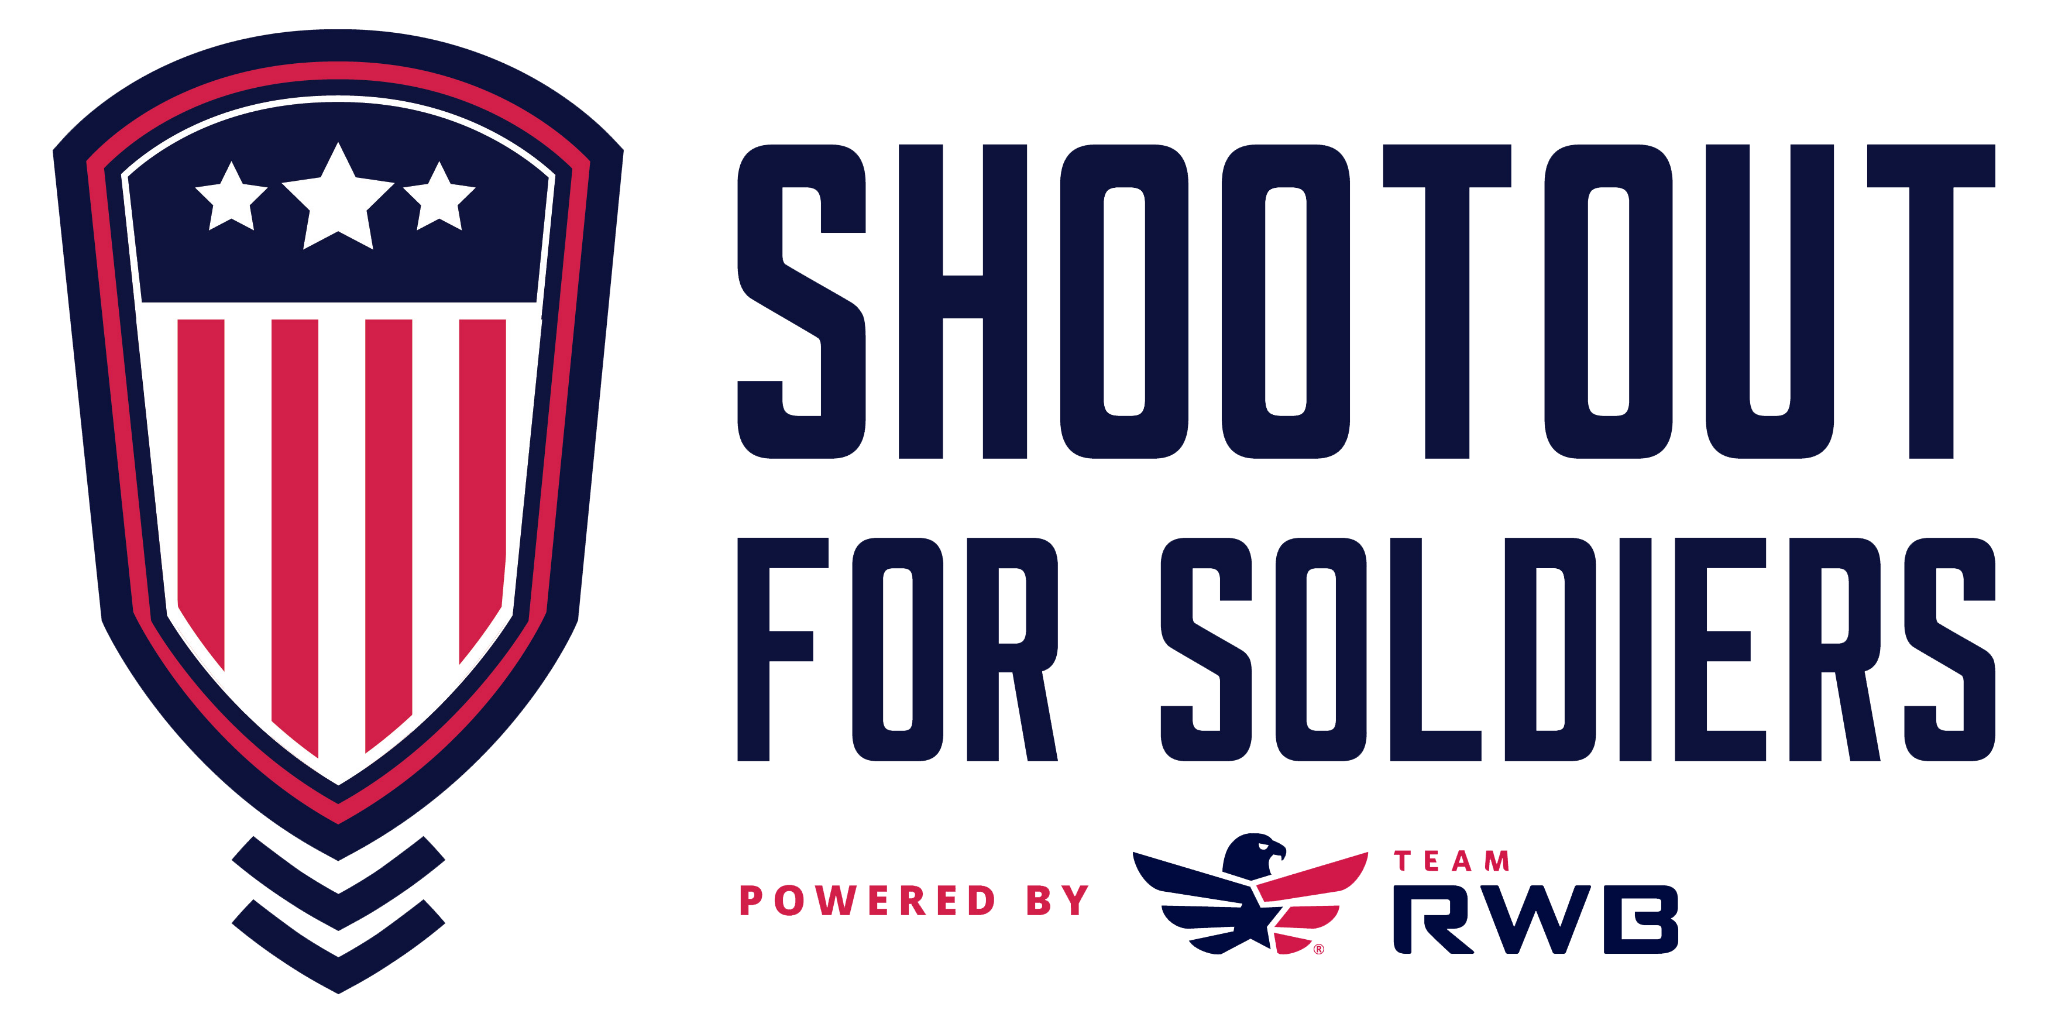 SHOOTOUT
FOR SOLDIERS
POWERED BY
TEAM
RWB
®